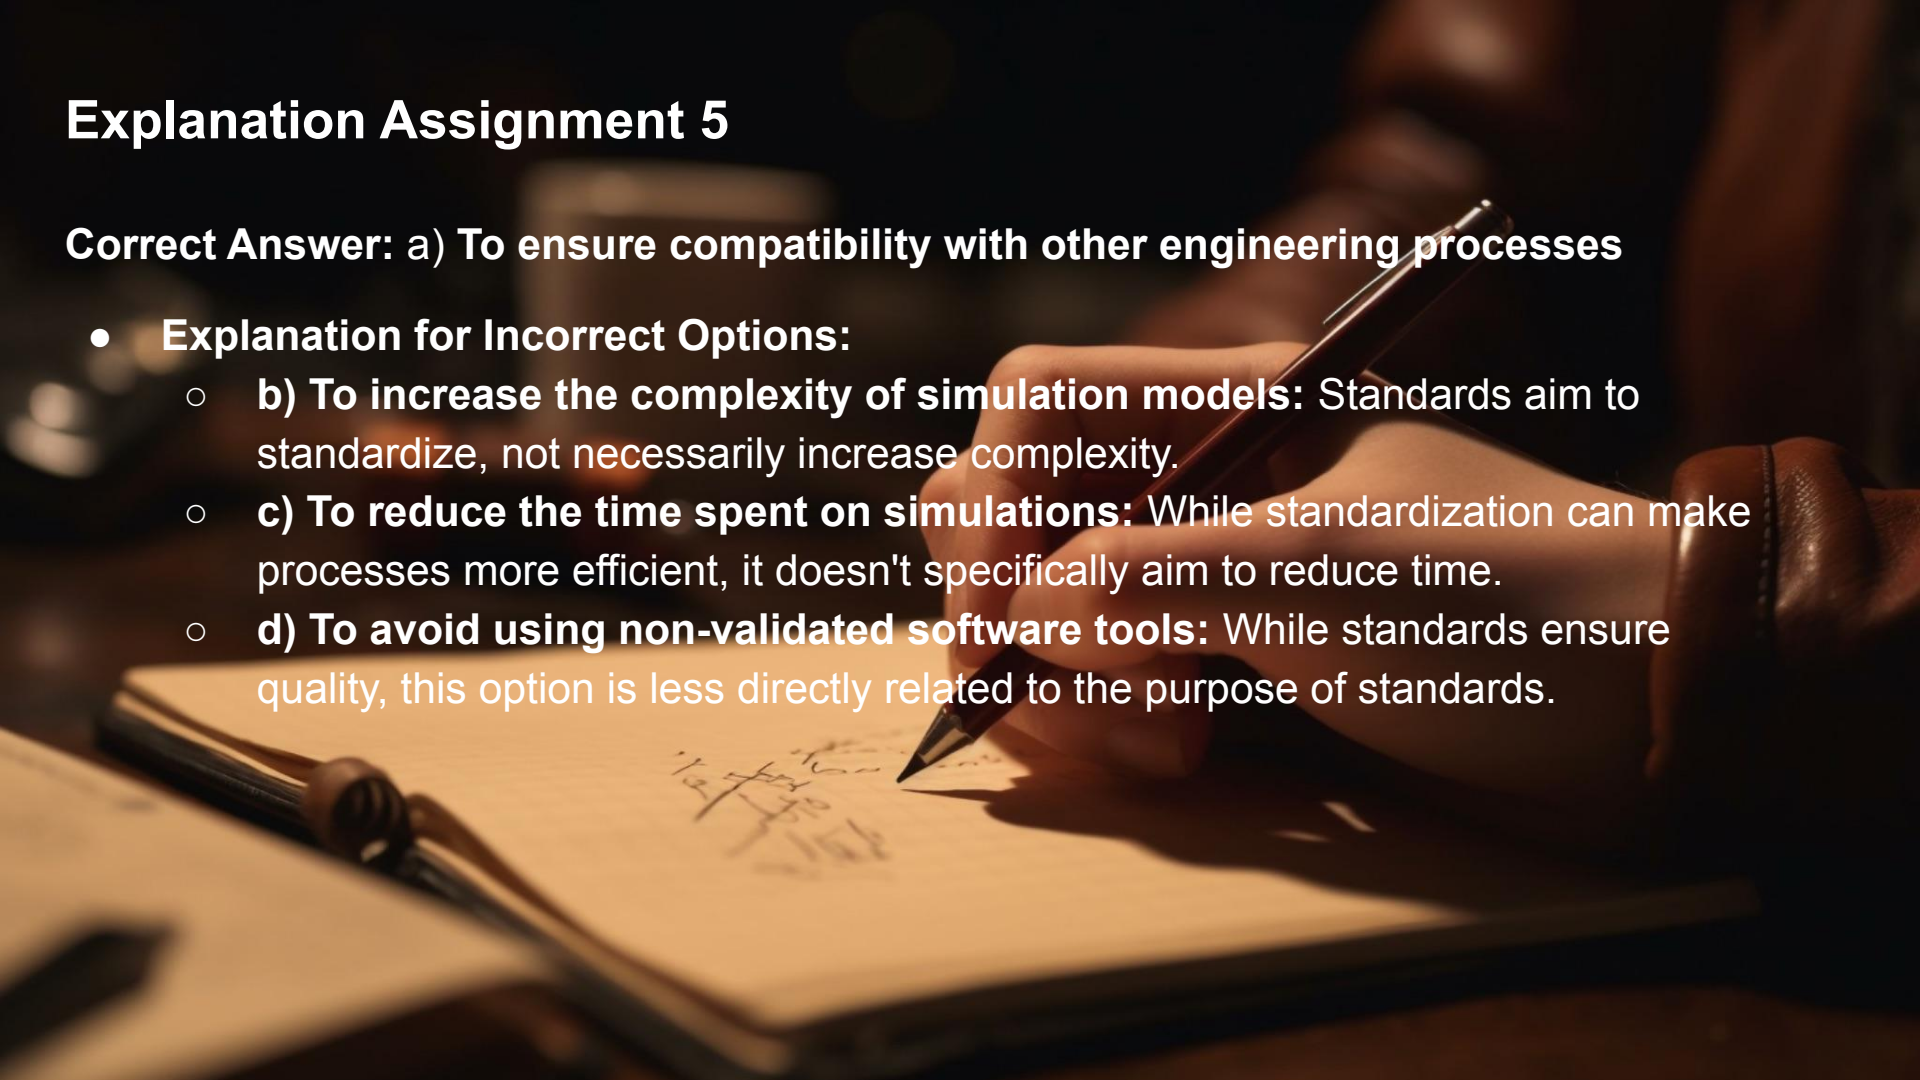 Explanation Assignment 5
Correct Answer: a) To ensure compatibility with other engineering processes
● Explanation for Incorrect Options:
○ b) To increase the complexity of simulation models: Standards aim to
standardize, not necessarily increase complexity.
○ c) To reduce the time spent on simulations: While standardization can make
processes more efficient, it doesn't specifically aim to reduce time.
○ d) To avoid using non-validated software tools: While standards ensure
quality, this option is less directly related to the purpose of standards.